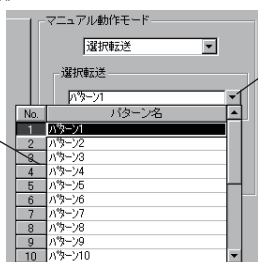 マニュアル動作モード
選択転送
選択転送
ﾊﾟﾀｰﾝ1
No. パターン名
1 ﾊﾟﾀｰﾝ1
2 ﾊﾟﾀｰﾝ2
3 ﾊﾟﾀｰﾝ3
4 ﾊﾟﾀｰﾝ4
5 ﾊﾟﾀｰﾝ5
6 ﾊﾟﾀｰﾝ6
7 ﾊﾟﾀｰﾝ7
8 ﾊﾟﾀｰﾝ8
9 ﾊﾟﾀｰﾝ9
10 ﾊﾟﾀｰﾝ10